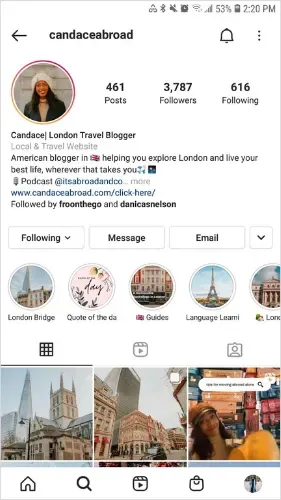 53% 2:20 PM
candaceabroad
461 3,787 616
Posts Followers Following
Candace| London Travel Blogger
Local & Travel Website
American blogger in 🇬🇧 helping you explore London and live your
best life, wherever that takes you✈️🌃
🎙Podcast @itsabroadandco... more
www.candaceabroad.com/click-here/
Followed by froonthego and danicasnelson
Following Message Email
day
London Bridge Quote of the da 🇬🇧 Guides Language Learni 🏡 Lond
tips for moving abroad alone